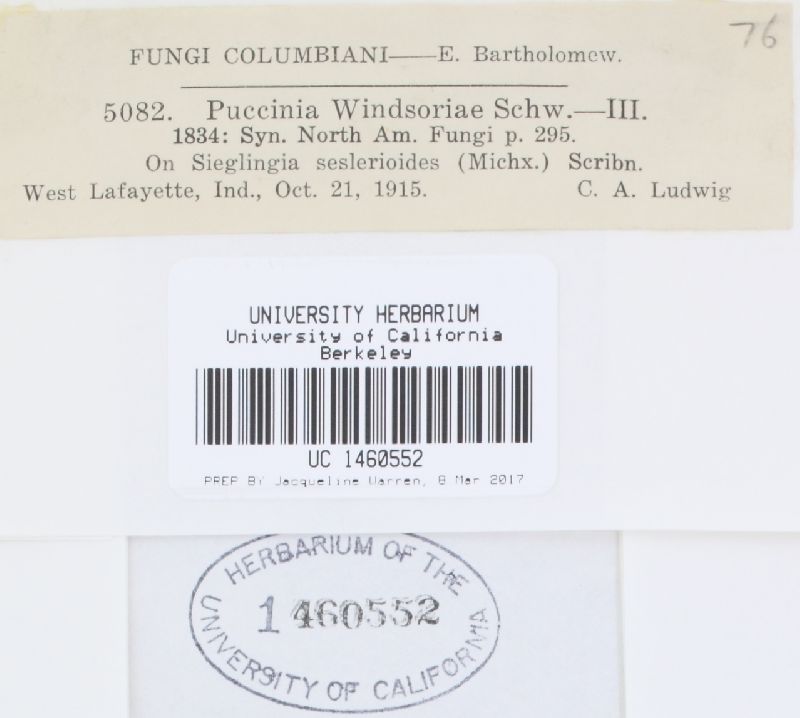 76
FUNGI COLUMBIANI——E. Bartholomew.
5082. Puccinia Windsoriae Schw.—III.
1834: Syn. North Am. Fungi p. 295.
On Sieglingia seslerioides (Michx.) Scribn.
West Lafayette, Ind., Oct. 21, 1915. C. A. Ludwig
UNIVERSITY HERBARIUM
University of California
Berkeley
UC 1460552
PREP BY Jacqueline Warren, 8 Mar 2017
HERBARIUM OF THE
1460552
UNIVERSITY OF CALIFORNIA